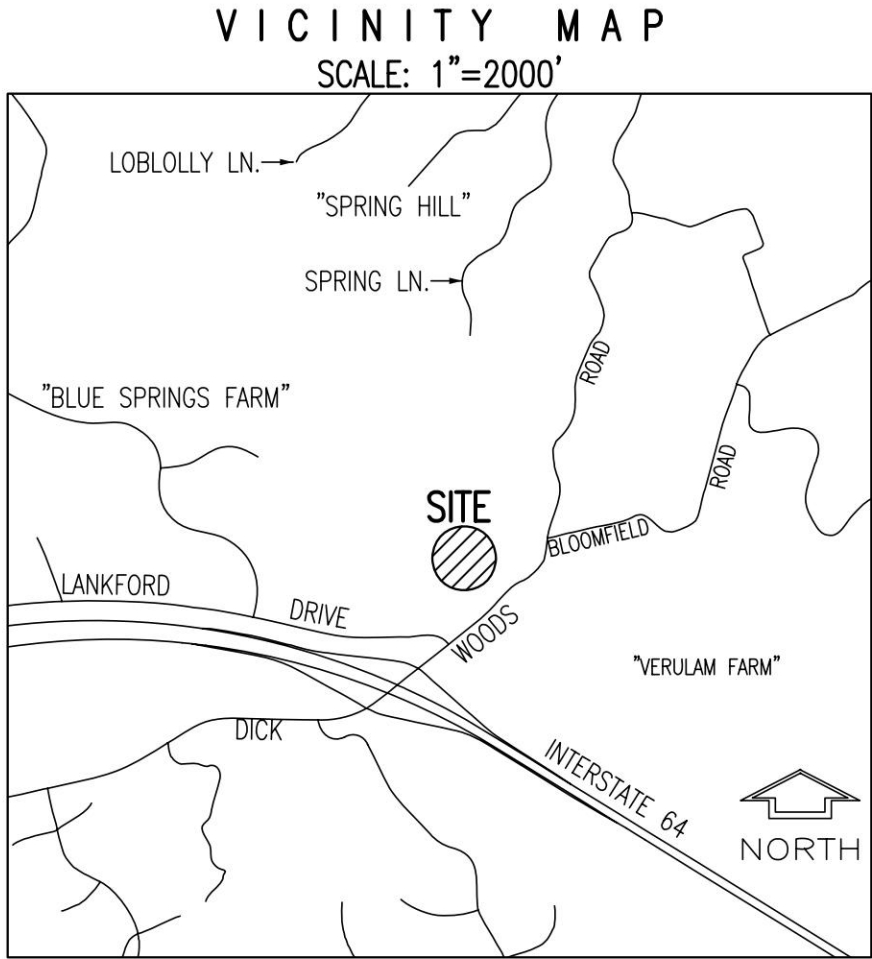 VICINITY MAP
SCALE: 1"=2000'
LOBLOLLY LN.
"SPRING HILL"
SPRING LN.
ROAD
"BLUE SPRINGS FARM"
ROAD
SITE
BLOOMFIELD
LANKFORD
DRIVE
WOODS
"VERULAM FARM"
DICK
INTERSTATE 64
NORTH